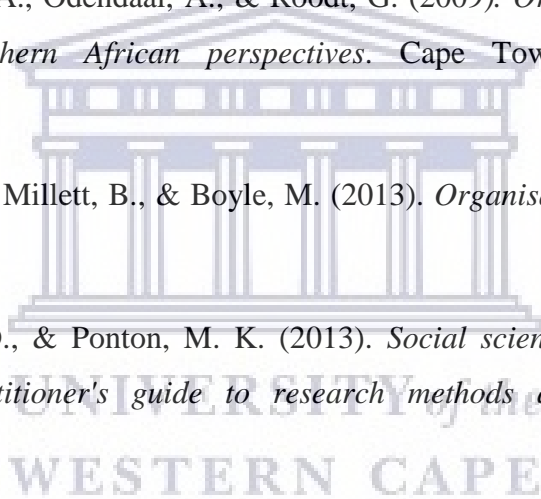 A., Odendaal, A., & Roodt, G. (2009). Or
hern African perspectives. Cape Tow
Millett, B., & Boyle, M. (2013). Organisa
., & Ponton, M. K. (2013). Social scien
titioner's guide to research methods a
UNIVERSITY of the
WESTERN CAPE